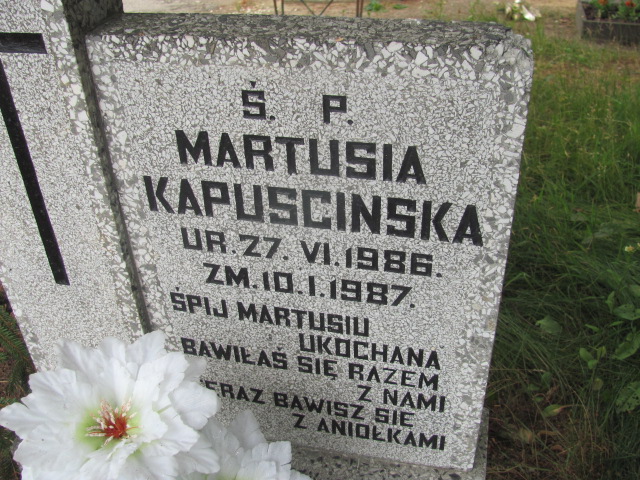 Ś. P.
MARTUSIA
KAPUSCINSKA
UR. 27. VI. 1986.
ZM. 10. I. 1987.
ŚPIJ MARTUSIU
UKOCHANA
BAWIŁAŚ SIĘ RAZEM
Z NAMI
TERAZ BAWISZ SIĘ
Z ANIOŁKAMI